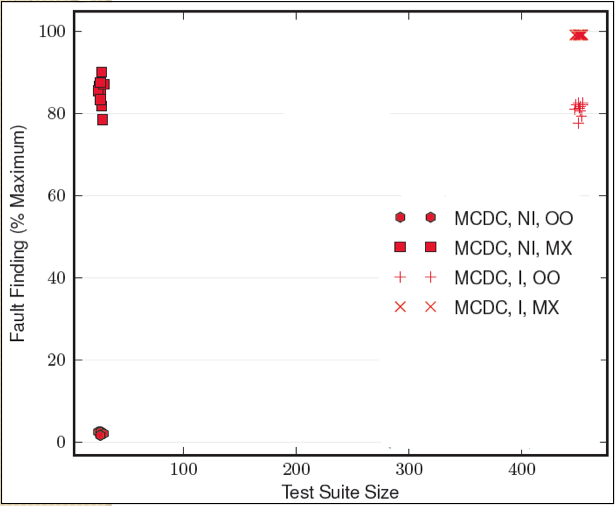 100
80
60
40
20
0
Fault Finding (% Maximum)
MCDC, NI, OO
MCDC, NI, MX
MCDC, I, OO
MCDC, I, MX
100
200
300
400
Test Suite Size